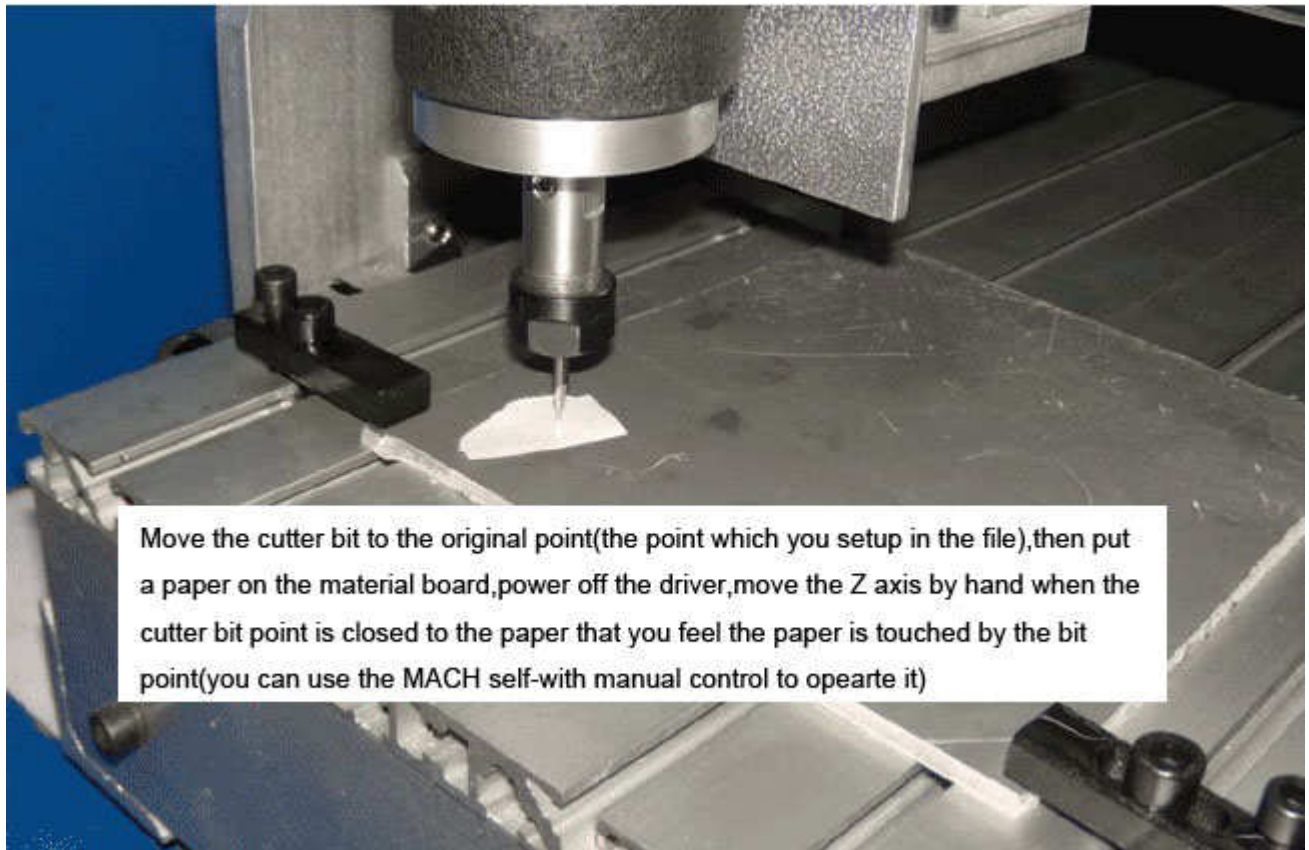 Move the cutter bit to the original point(the point which you setup in the file),then put
a paper on the material board,power off the driver,move the Z axis by hand when the
cutter bit point is closed to the paper that you feel the paper is touched by the bit
point(you can use the MACH self-with manual control to opearte it)